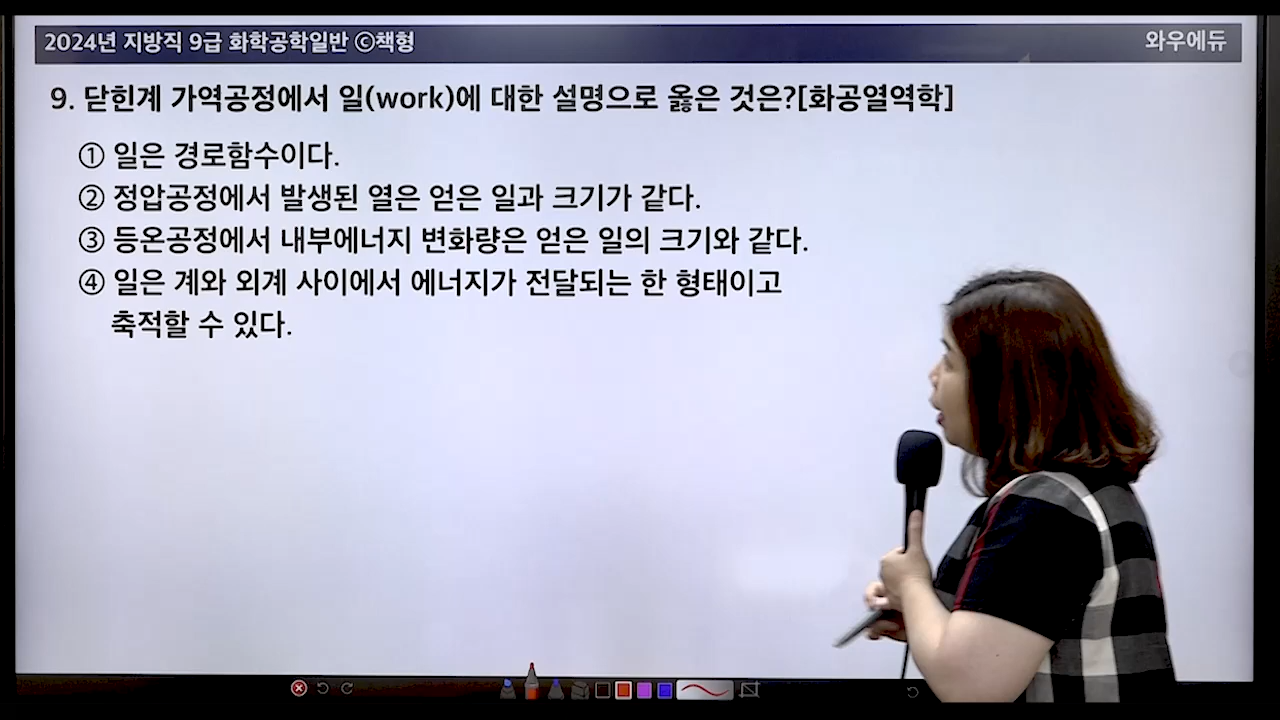 2024년 지방직 9급 화학공학일반 ⓒ책형
와우에듀
9. 닫힌계 가역공정에서 일(work)에 대한 설명으로 옳은 것은?[화공열역학]
① 일은 경로함수이다.
② 정압공정에서 발생된 열은 얻은 일과 크기가 같다.
③ 등온공정에서 내부에너지 변화량은 얻은 일의 크기와 같다.
④ 일은 계와 외계 사이에서 에너지가 전달되는 한 형태이고
축적할 수 있다.